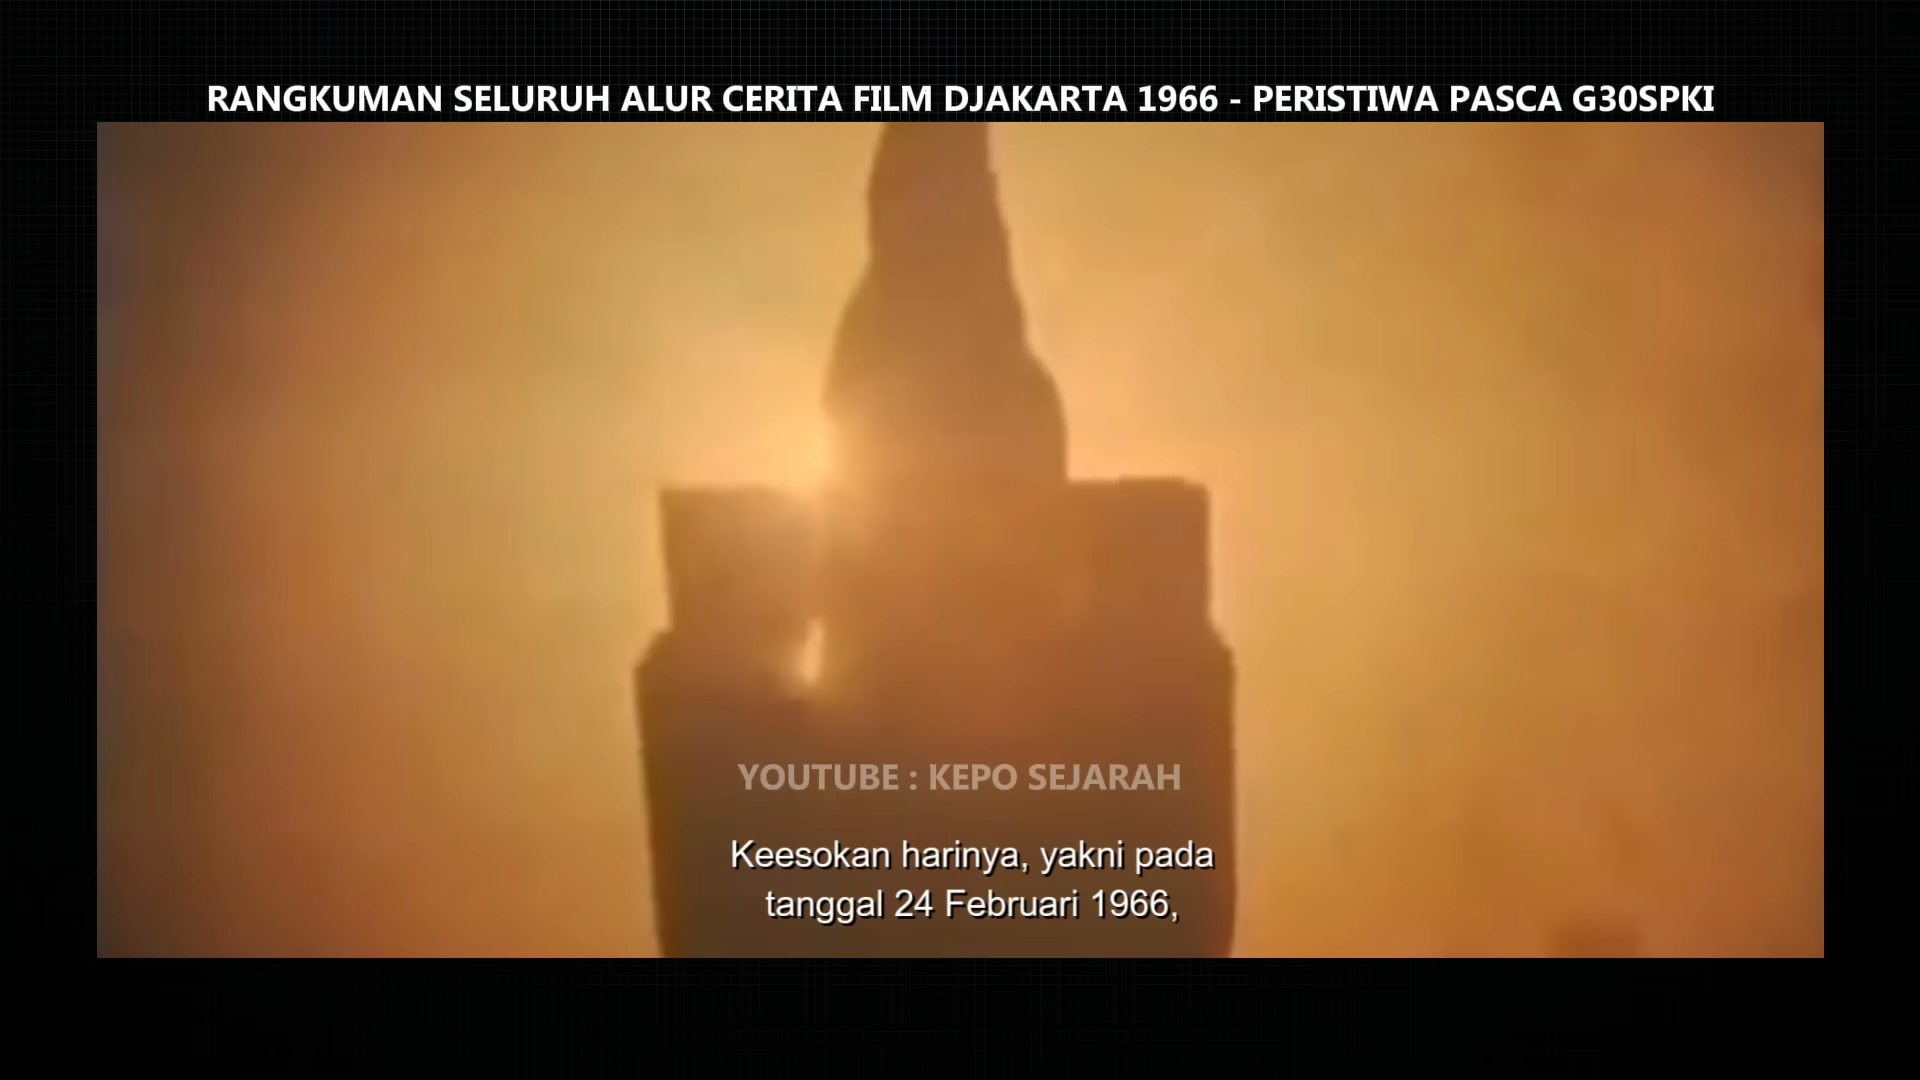 RANGKUMAN SELURUH ALUR CERITA FILM DJAKARTA 1966 - PERISTIWA PASCA G30SPKI
YOUTUBE : KEPO SEJARAH
Keesokan harinya, yakni pada
tanggal 24 Februari 1966,